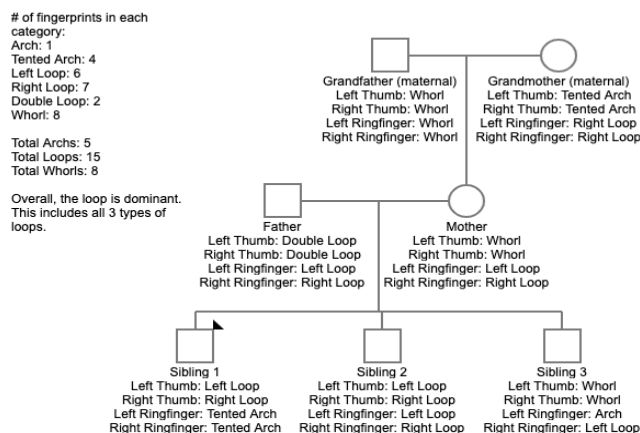 # of fingerprints in each
category:
Arch: 1
Tented Arch: 4
Left Loop: 6
Right Loop: 7
Double Loop: 2
Whorl: 8
Total Archs: 5
Total Loops: 15
Total Whorls: 8
Overall, the loop is dominant.
This includes all 3 types of
loops.
Grandfather (maternal)
Left Thumb: Whorl
Right Thumb: Whorl
Left Ringfinger: Whorl
Right Ringfinger: Whorl
Grandmother (maternal)
Left Thumb: Tented Arch
Right Thumb: Tented Arch
Left Ringfinger: Right Loop
Right Ringfinger: Right Loop
Father
Left Thumb: Double Loop
Right Thumb: Double Loop
Left Ringfinger: Left Loop
Right Ringfinger: Right Loop
Mother
Left Thumb: Whorl
Right Thumb: Whorl
Left Ringfinger: Left Loop
Right Ringfinger: Right Loop
Sibling 1
Left Thumb: Left Loop
Right Thumb: Right Loop
Left Ringfinger: Tented Arch
Right Ringfinger: Tented Arch
Sibling 2
Left Thumb: Left Loop
Right Thumb: Right Loop
Left Ringfinger: Left Loop
Right Ringfinger: Right Loop
Sibling 3
Left Thumb: Whorl
Right Thumb: Whorl
Left Ringfinger: Arch
Right Ringfinger: Left Loop